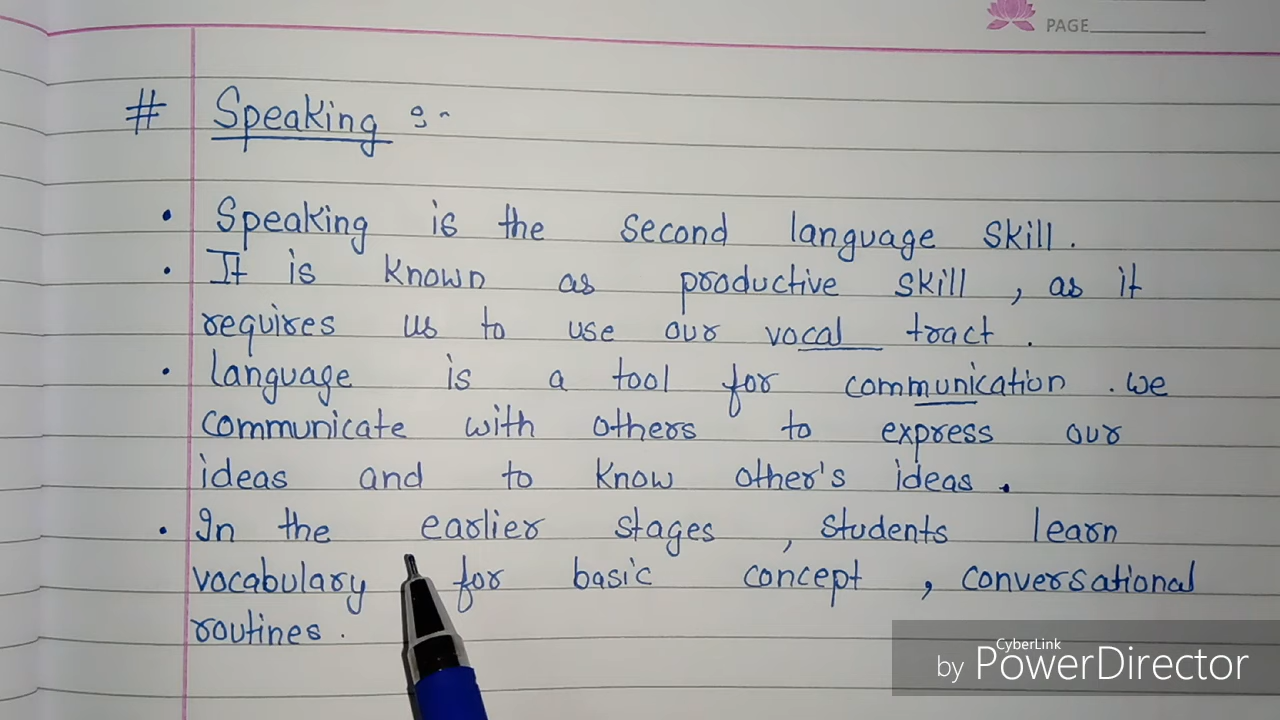 PAGE
# Speaking :-
• Speaking is the second language skill.
• It is known as productive skill, as it
requires us to use our vocal tract.
• language is a tool for communication. we
communicate with others to express our
ideas and to know other's ideas.
• In the earlier stages, students learn
vocabulary for basic concept, conversational
routines.
CyberLink
by PowerDirector